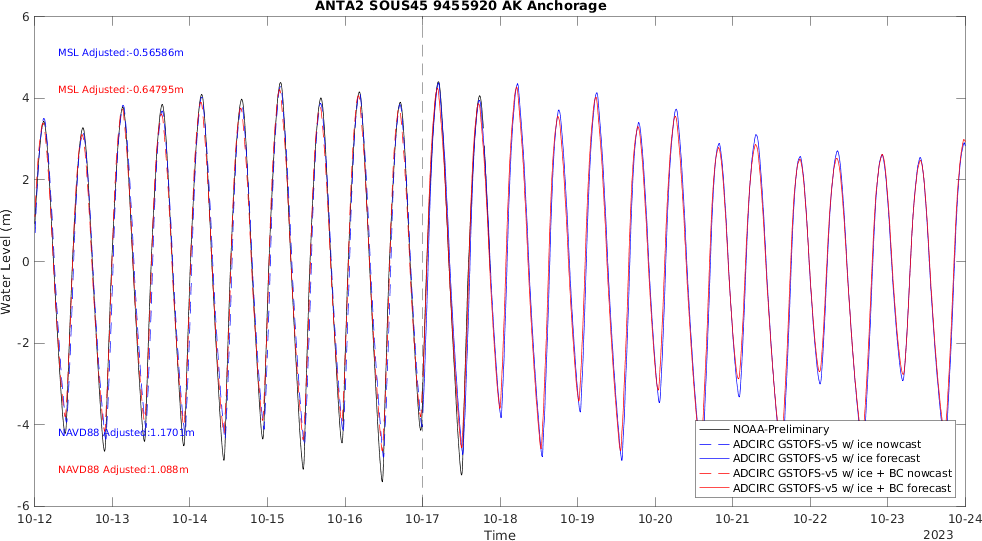 ANTA2 SOUS45 9455920 AK Anchorage
6
4
2
0
-2
-4
-6
Water Level (m)
MSL Adjusted:-0.56586m
MSL Adjusted:-0.64795m
NAVD88 Adjusted:1.1701m
NAVD88 Adjusted:1.088m
NOAA-Preliminary
ADCIRC GSTOFS-v5 w/ ice nowcast
ADCIRC GSTOFS-v5 w/ ice forecast
ADCIRC GSTOFS-v5 w/ ice + BC nowcast
ADCIRC GSTOFS-v5 w/ ice + BC forecast
10-12 10-13 10-14 10-15 10-16 10-17 10-18 10-19 10-20 10-21 10-22 10-23 10-24
Time
2023